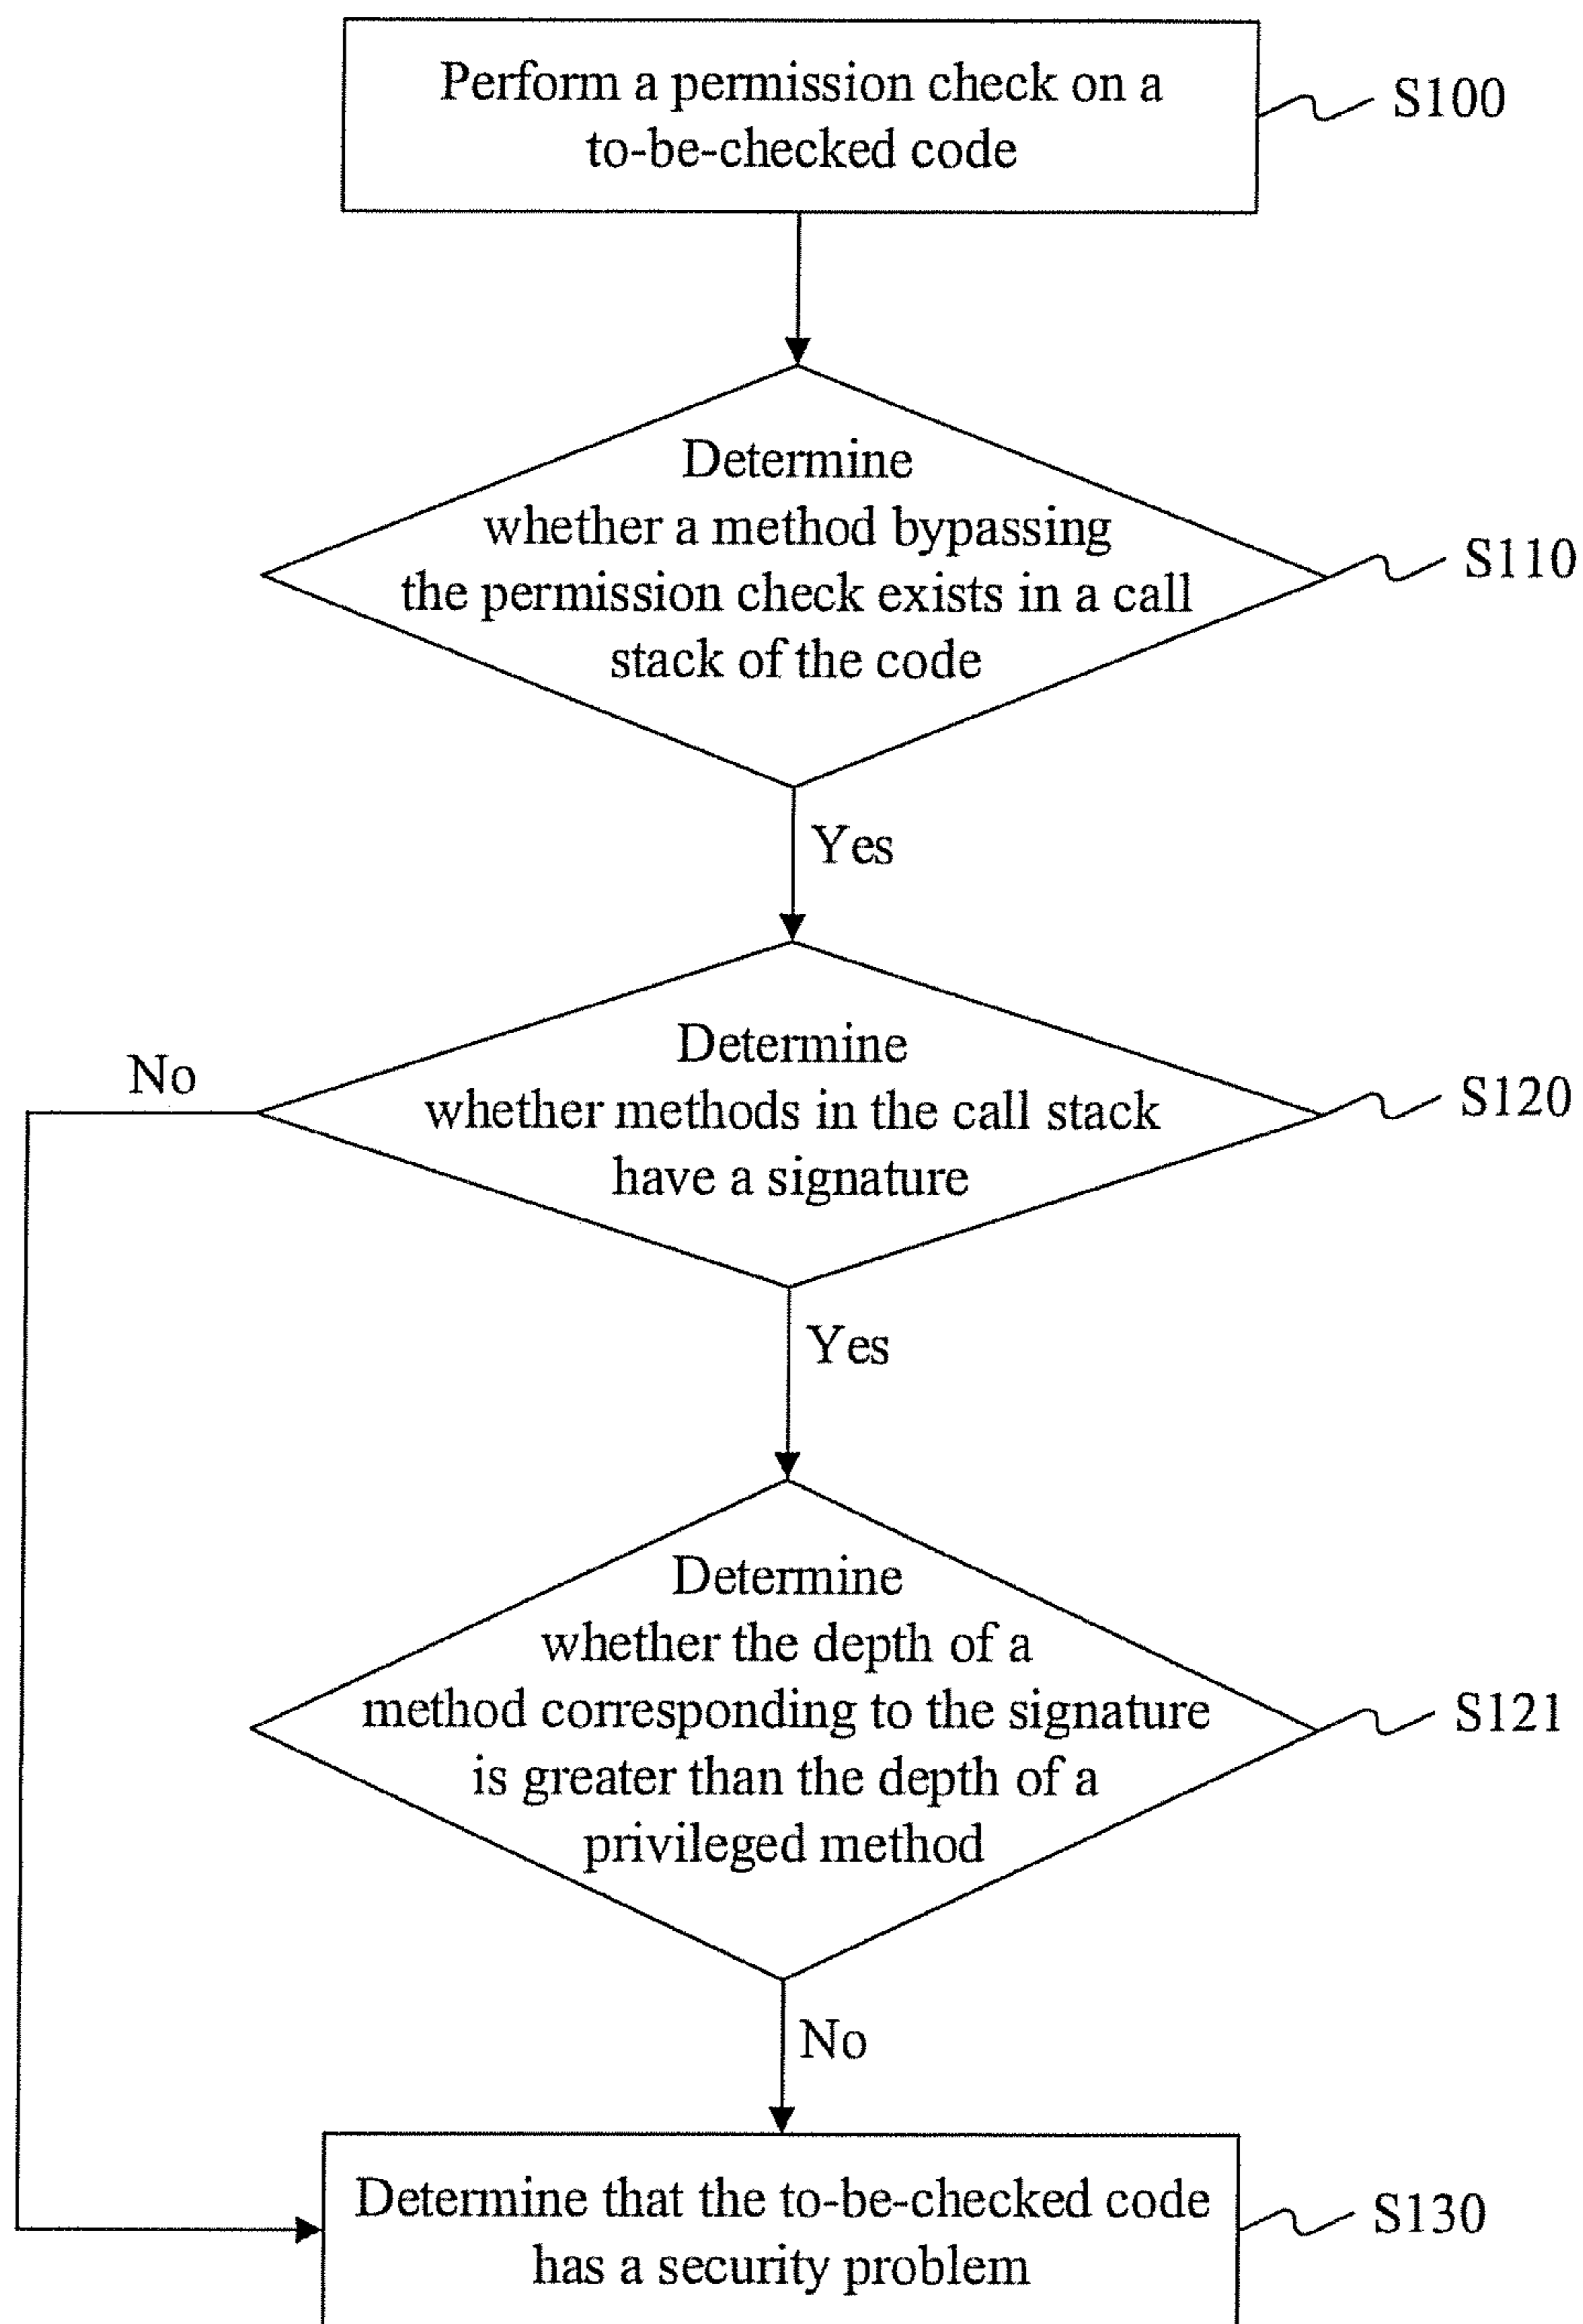 Perform a permission check on a
to-be-checked code
S100
Determine
whether a method bypassing
the permission check exists in a call
stack of the code
S110
Yes
Determine
whether methods in the call stack
have a signature
S120
No
Yes
Determine
whether the depth of a
method corresponding to the signature
is greater than the depth of a
privileged method
S121
No
Determine that the to-be-checked code
has a security problem
S130